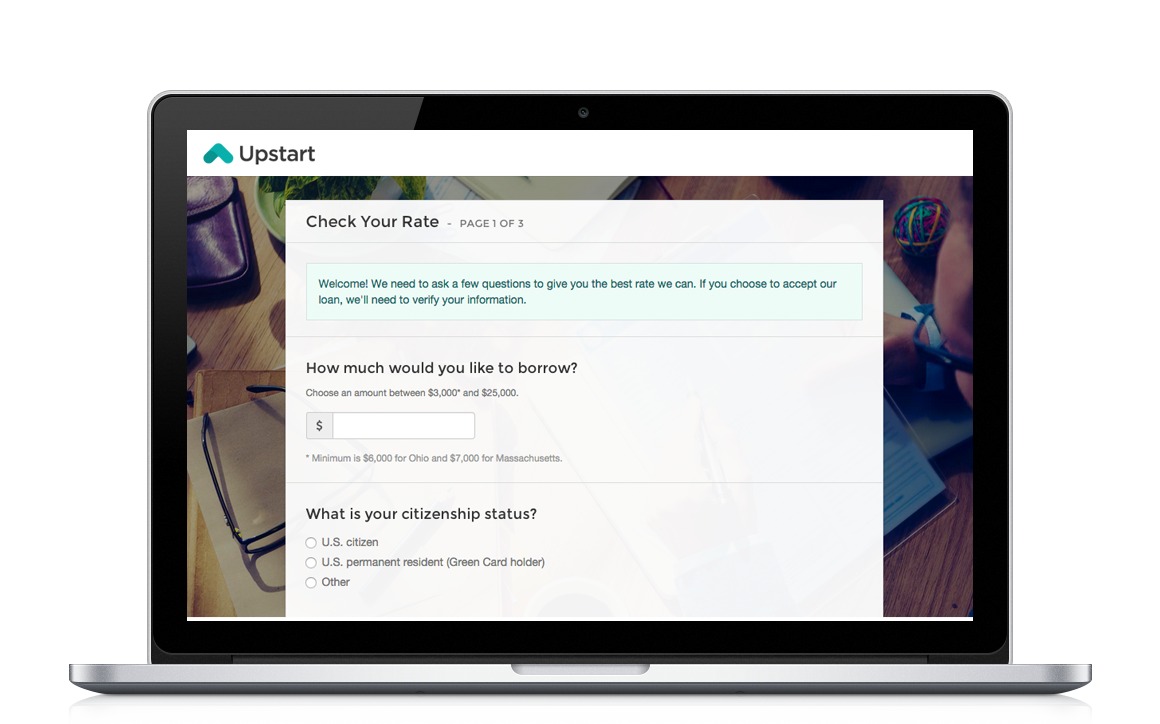 Upstart
Check Your Rate - PAGE 1 OF 3
Welcome! We need to ask a few questions to give you the best rate we can. If you choose to accept our
loan, we'll need to verify your information.
How much would you like to borrow?
Choose an amount between $3,000* and $25,000.
$
* Minimum is $6,000 for Ohio and $7,000 for Massachusetts.
What is your citizenship status?
U.S. citizen
U.S. permanent resident (Green Card holder)
Other